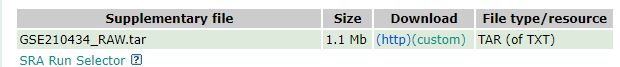 Supplementary file Size Download File type/resource
GSE210434_RAW.tar 1.1 Mb (http)(custom) TAR (of TXT)
SRA Run Selector ?